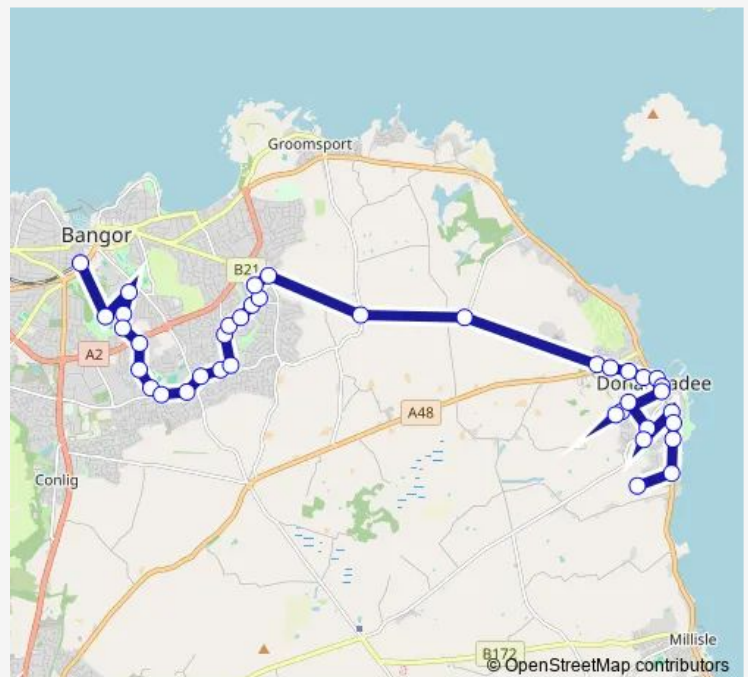 Groomsport
Bangor
B21
A2
Donaghadee
A48
Conlig
Millisle
B172
© OpenStreetMap contributors